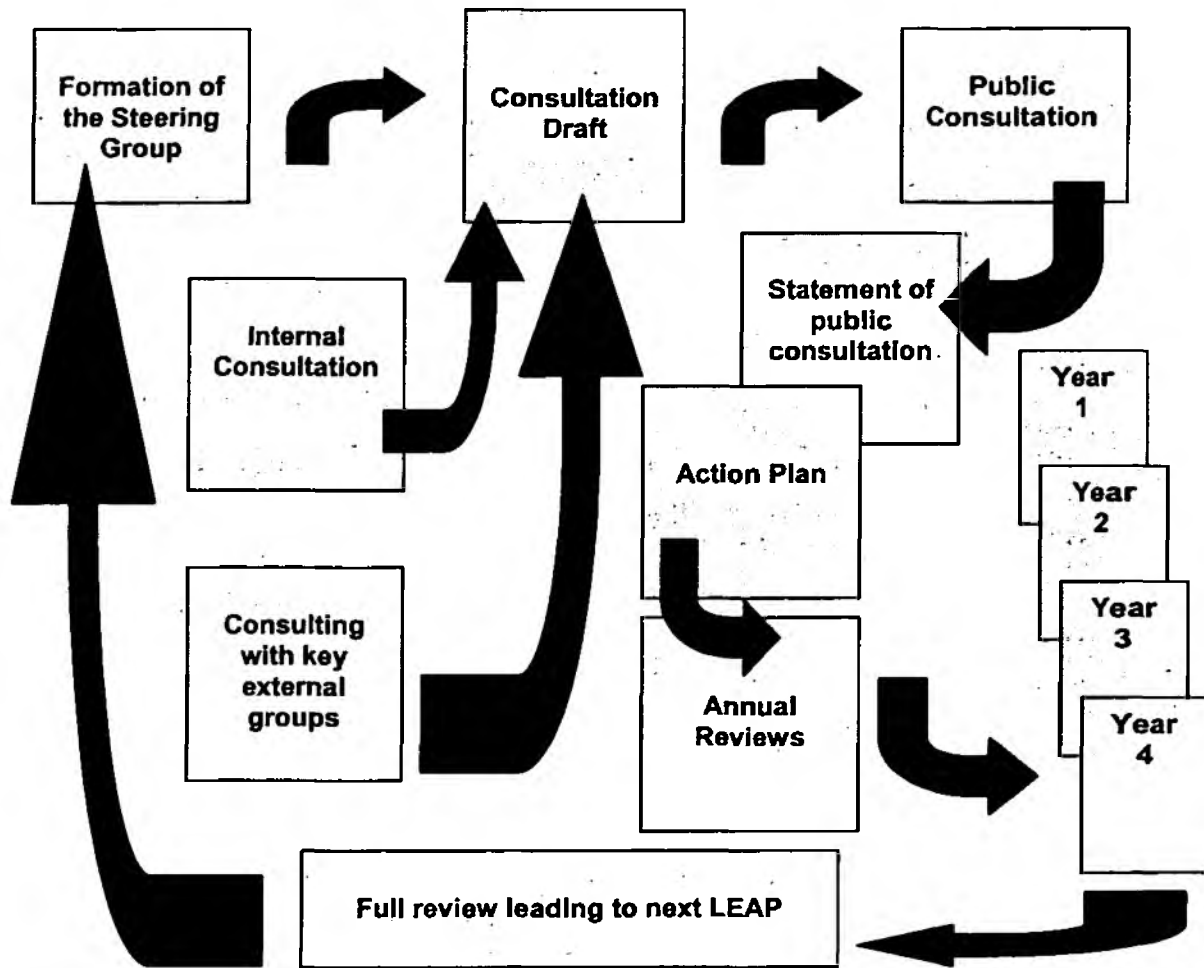 Formation of
the Steering
Group
Consultation
Draft
Public
Consultation
Internal
Consultation
Statement of
public
consultation
Year
1
Action Plan
Year
2
Consulting
with key
external
groups
Year
3
Annual
Reviews
Year
4
Full review leading to next LEAP